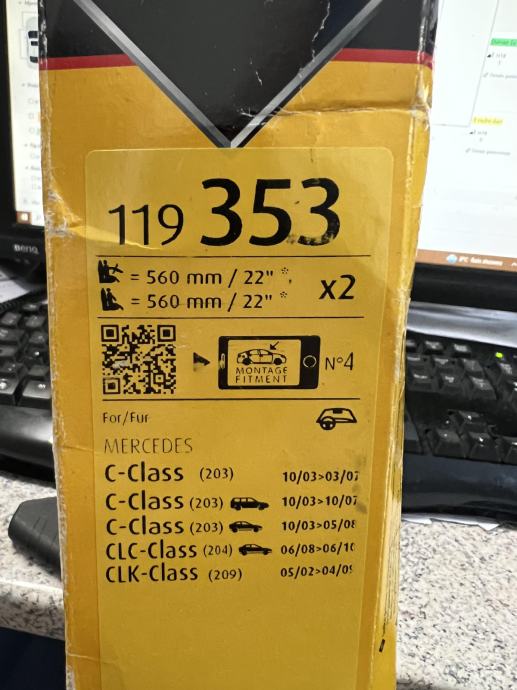 119 353
= 560 mm / 22" *
= 560 mm / 22" *
x2
MONTAGE
FITMENT
N°4
For/Für
MERCEDES
C-Class (203) 10/03>03/07
C-Class (203) 10/03>10/07
C-Class (203) 10/03>05/08
CLC-Class (204) 06/08>06/10
CLK-Class (209) 05/02>04/09
BenQ